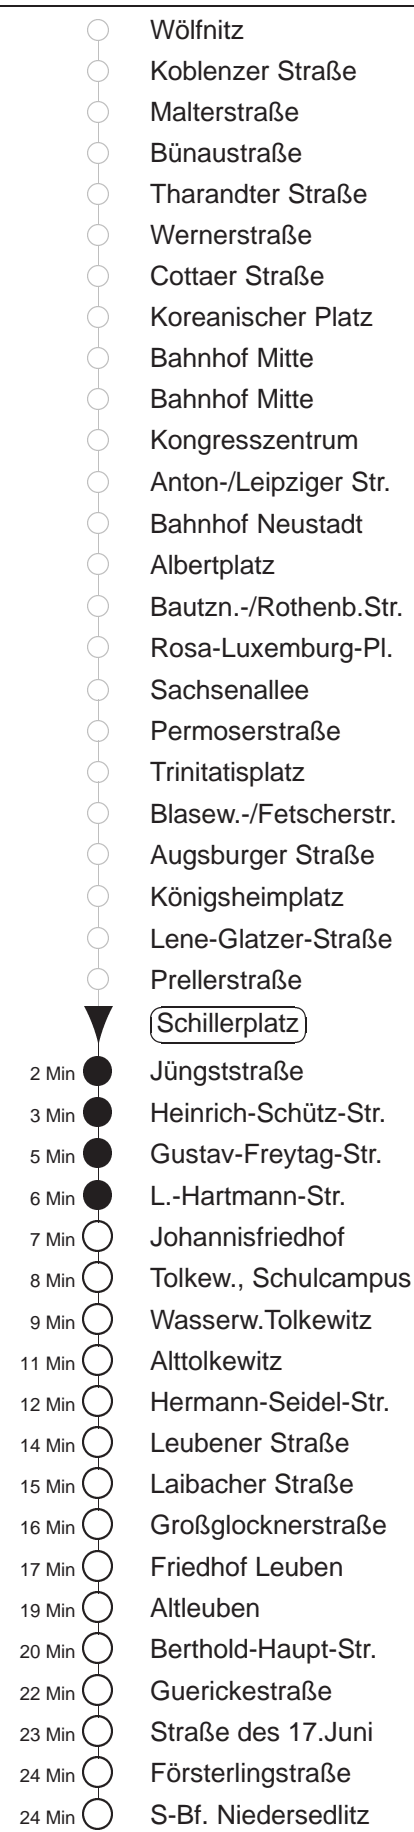 Wölfnitz
Koblenzer Straße
Malterstraße
Bünaustraße
Tharandter Straße
Wernerstraße
Cottaer Straße
Koreanischer Platz
Bahnhof Mitte
Bahnhof Mitte
Kongresszentrum
Anton-/Leipziger Str.
Bahnhof Neustadt
Albertplatz
Bautzn.-/Rothenb.Str.
Rosa-Luxemburg-Pl.
Sachsenallee
Permoserstraße
Trinitatisplatz
Blasew.-/Fetscherstr.
Augsburger Straße
Königsheimplatz
Lene-Glatzer-Straße
Prellerstraße
Schillerplatz
2 Min Jüngststraße
3 Min Heinrich-Schütz-Str.
5 Min Gustav-Freytag-Str.
6 Min L.-Hartmann-Str.
7 Min Johannisfriedhof
8 Min Tolkew., Schulcampus
9 Min Wasserw.Tolkewitz
11 Min Alttolkewitz
12 Min Hermann-Seidel-Str.
14 Min Leubener Straße
15 Min Laibacher Straße
16 Min Großglocknerstraße
17 Min Friedhof Leuben
19 Min Altleuben
20 Min Berthold-Haupt-Str.
22 Min Guerickestraße
23 Min Straße des 17.Juni
24 Min Försterlingstraße
24 Min S-Bf. Niedersedlitz